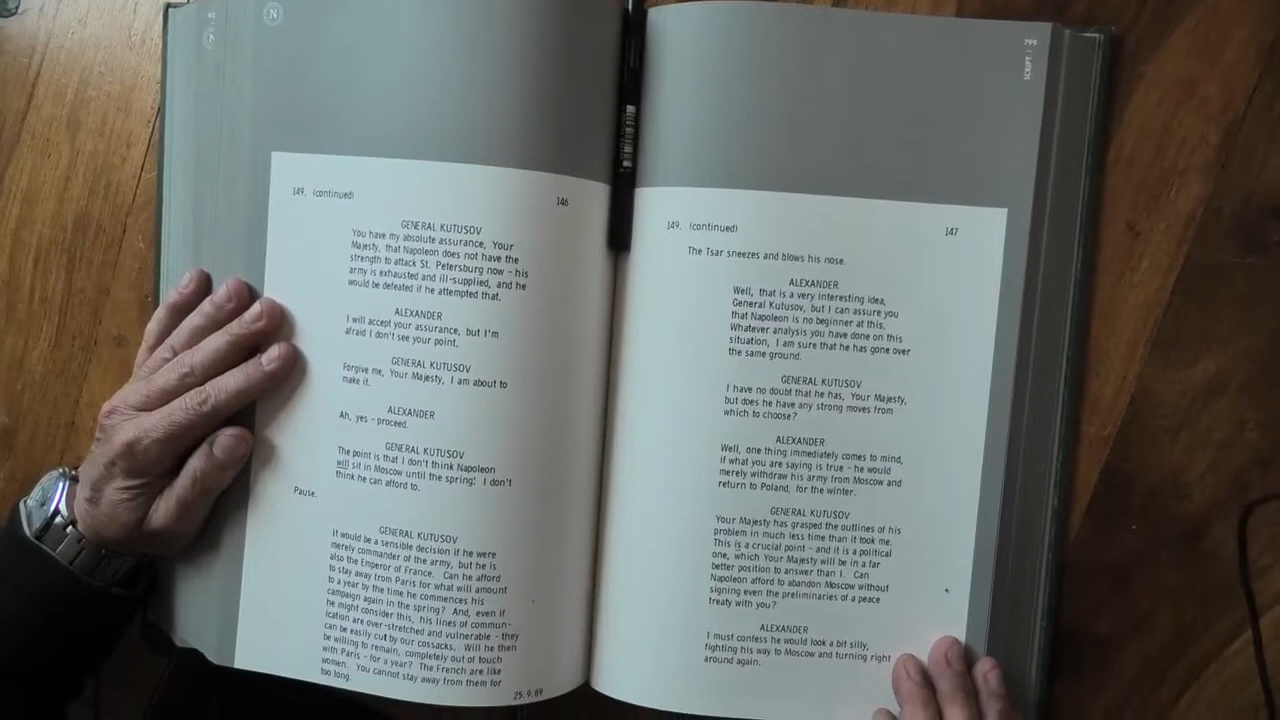 N
149. (continued)
146
GENERAL KUTUSOV
You have my absolute assurance, Your
Majesty, that Napoleon does not have the
strength to attack St. Petersburg now - his
army is exhausted and ill-supplied, and he
would be defeated if he attempted that.
ALEXANDER
I will accept your assurance, but I'm
afraid I don't see your point.
GENERAL KUTUSOV
Forgive me, Your Majesty, I am about to
make it.
ALEXANDER
Ah, yes - proceed.
GENERAL KUTUSOV
The point is that I don't think Napoleon
will sit in Moscow until the spring! I don't
think he can afford to.
Pause.
GENERAL KUTUSOV
It would be a sensible decision if he were
merely commander of the army, but he is
also the Emperor of France. Can he afford
to stay away from Paris for what will amount
to a year by the time he commences his
campaign again in the spring? And, even if
he might consider this, his lines of commun-
ication are over-stretched and vulnerable - they
can be easily cut by our cossacks. Will he then
be willing to remain, completely out of touch
with Paris - for a year? The French are like
women. You cannot stay away from them for
too long.
25.9.69
SCRIPT
149. (continued)
147
The Tsar sneezes and blows his nose.
ALEXANDER
Well, that is a very interesting idea,
General Kutusov, but I can assure you
that Napoleon is no beginner at this.
Whatever analysis you have done on this
situation, I am sure that he has gone over
the same ground.
GENERAL KUTUSOV
I have no doubt that he has, Your Majesty,
but does he have any strong moves from
which to choose?
ALEXANDER
Well, one thing immediately comes to mind,
if what you are saying is true - he would
merely withdraw his army from Moscow and
return to Poland, for the winter.
GENERAL KUTUSOV
Your Majesty has grasped the outlines of his
problem in much less time than it took me.
This is a crucial point - and it is a political
one, which Your Majesty will be in a far
better position to answer than I. Can
Napoleon afford to abandon Moscow without
signing even the preliminaries of a peace
treaty with you?
ALEXANDER
I must confess he would look a bit silly,
fighting his way to Moscow and turning right
around again.